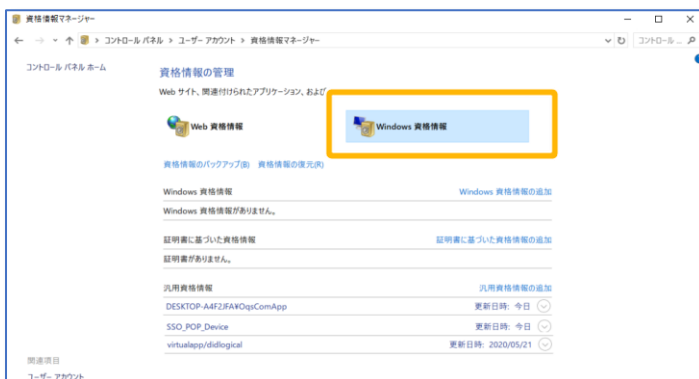 資格情報マネージャー
コントロール パネル > ユーザー アカウント > 資格情報マネージャー
コントロール ...
コントロール パネル ホーム
資格情報の管理
Web サイト、関連付けられたアプリケーション、および
Web 資格情報
Windows 資格情報
資格情報のバックアップ(B) 資格情報の復元(R)
Windows 資格情報 Windows 資格情報の追加
Windows 資格情報がありません。
証明書に基づいた資格情報 証明書に基づいた資格情報の追加
証明書がありません。
汎用資格情報 汎用資格情報の追加
DESKTOP-A4F2JFA¥OqsComApp 更新日時: 今日
SSO_POP_Device 更新日時: 今日
virtualapp/didlogical 更新日時: 2020/05/21
関連項目
ユーザー アカウント